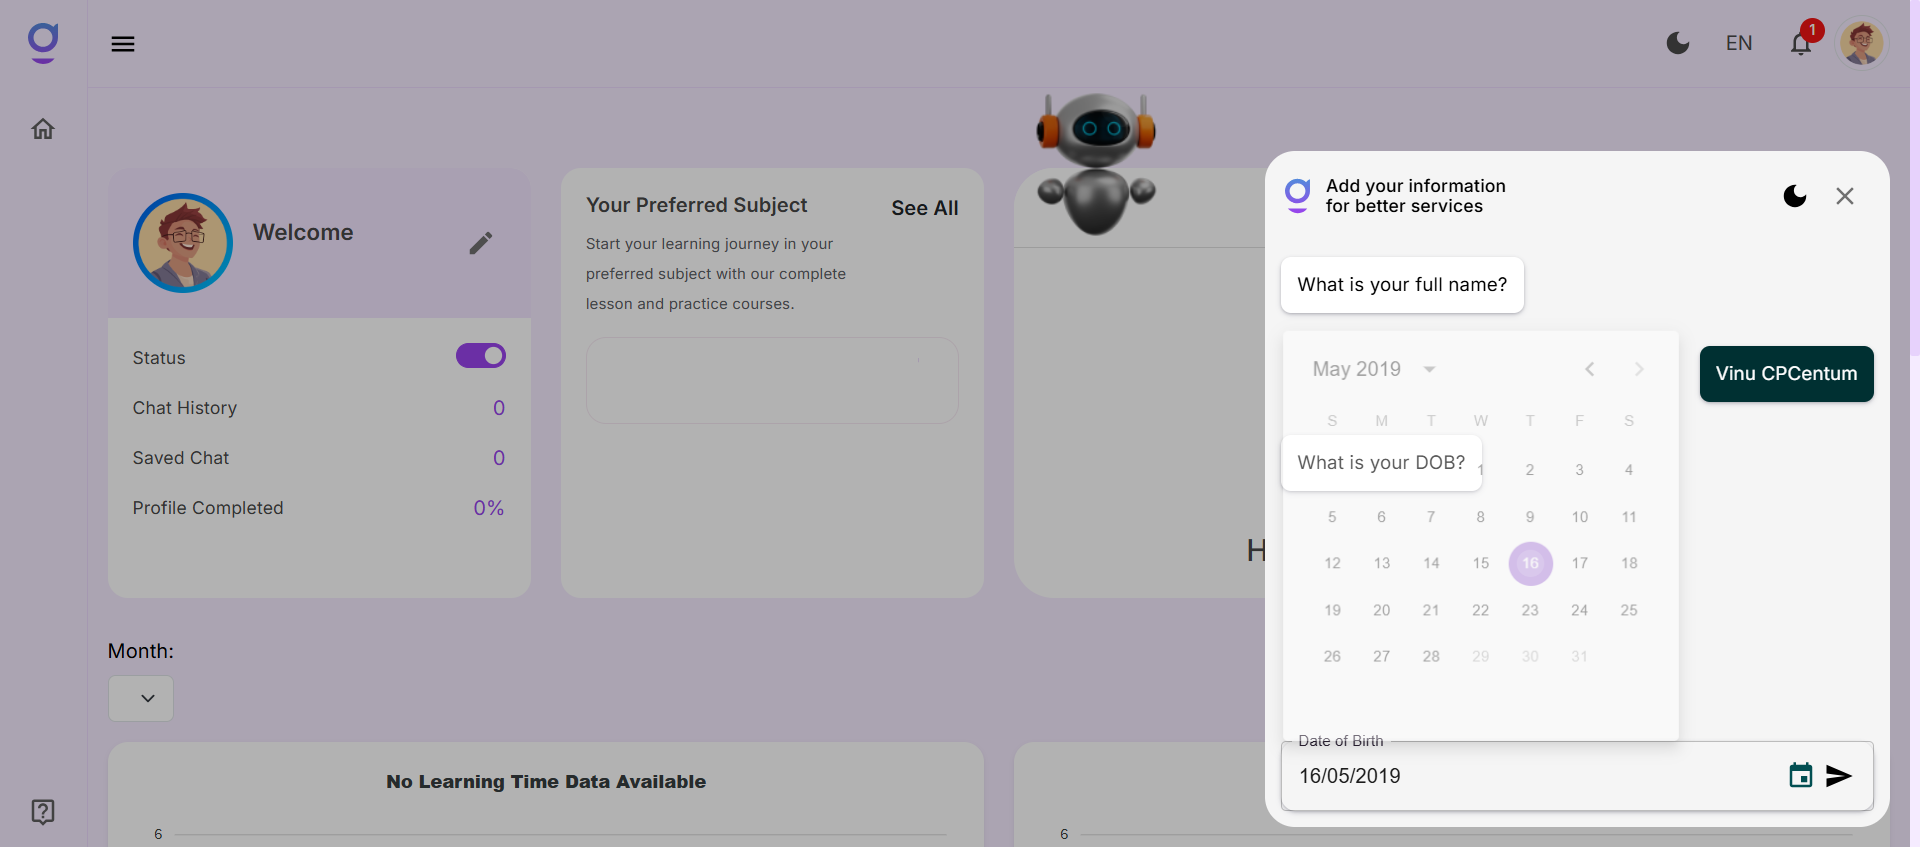 EN
1
Welcome
Status
Chat History 0
Saved Chat 0
Profile Completed 0%
Your Preferred Subject
See All
Start your learning journey in your
preferred subject with our complete
lesson and practice courses.
H
Month:
No Learning Time Data Available
6
6
Add your information
for better services
What is your full name?
Vinu CPCentum
May 2019
S M T W T F S
What is your DOB?
1 2 3 4
5 6 7 8 9 10 11
12 13 14 15 16 17 18
19 20 21 22 23 24 25
26 27 28 29 30 31
Date of Birth
16/05/2019